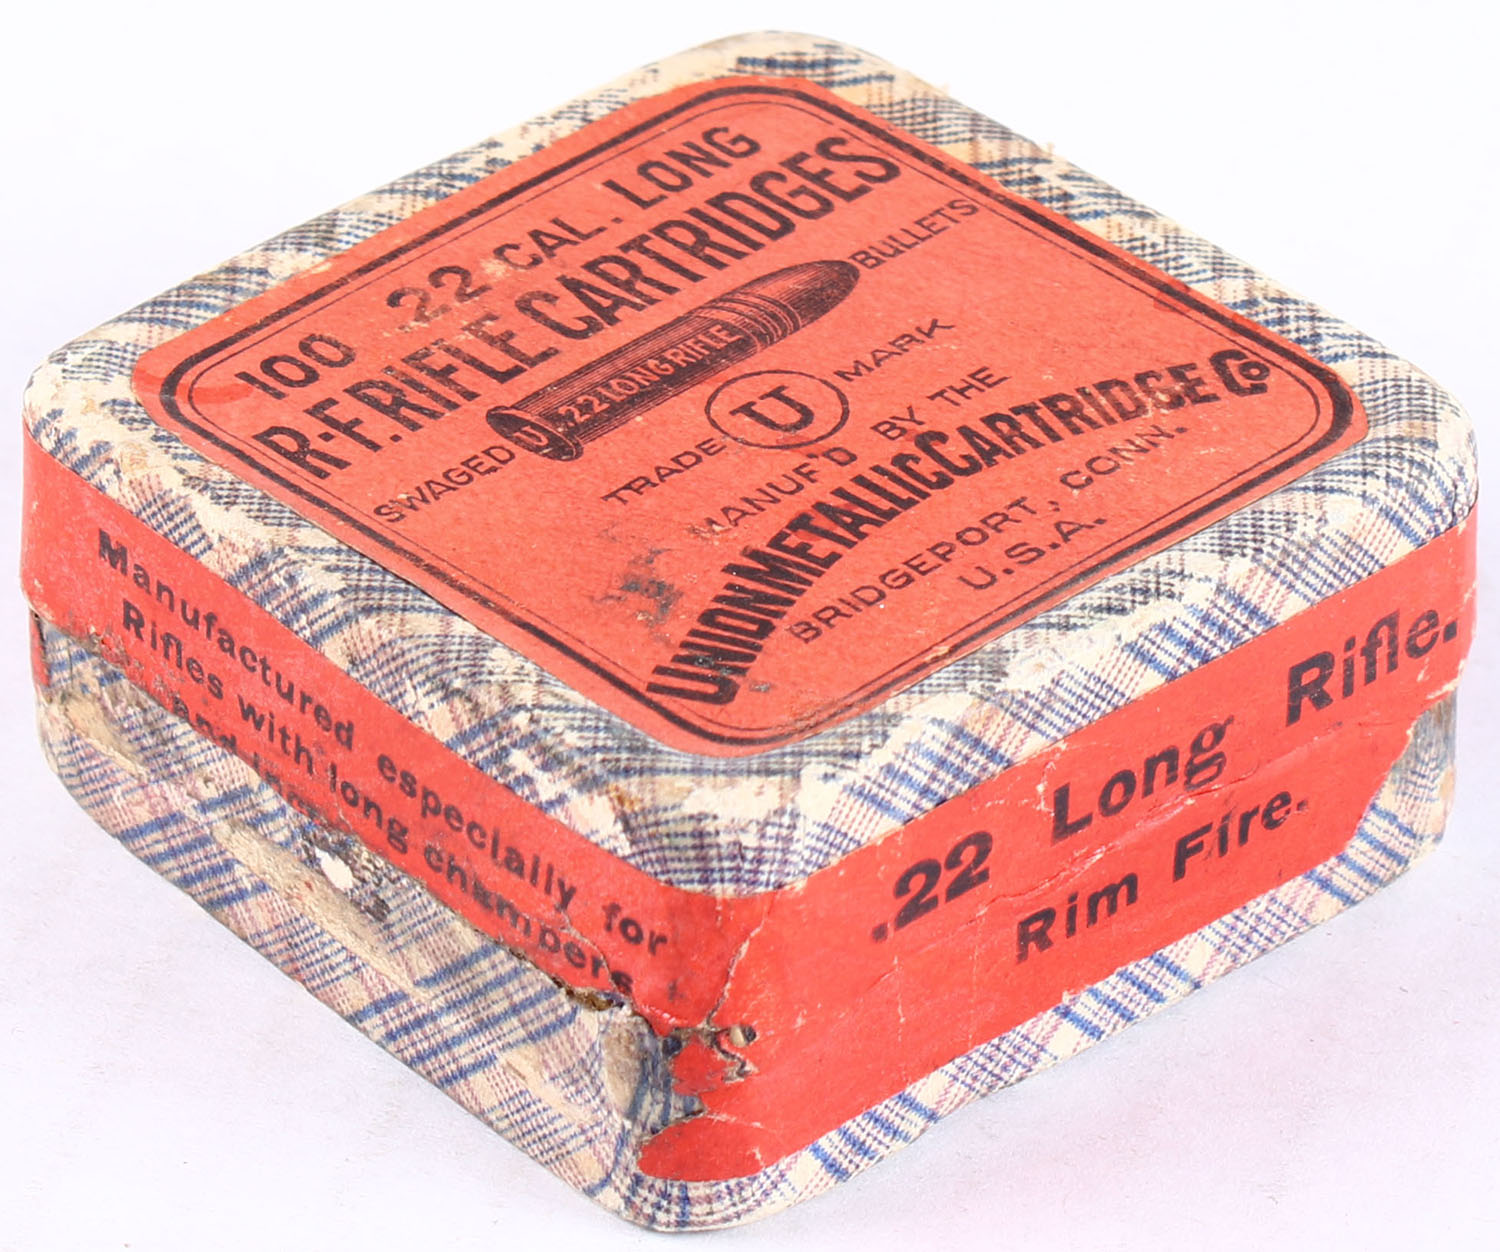 100 .22 CAL. LONG
R.F. RIFLE CARTRIDGES
SWAGED BULLETS
U .22 LONG RIFLE
TRADE U MARK
MANUF'D BY THE
UNION METALLIC CARTRIDGE Co
BRIDGEPORT, CONN.
U.S.A.
Manufactured especially for
Rifles with long chambers
and
.22 Long Rifle.
Rim Fire.